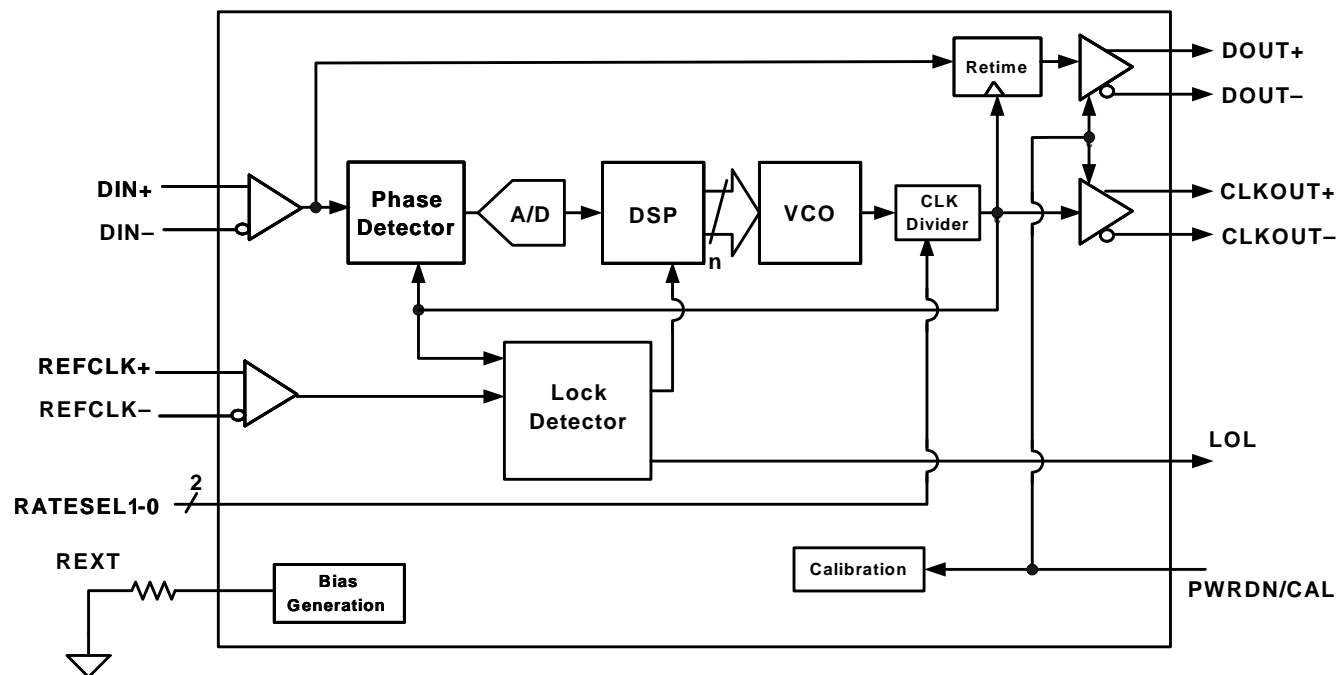 DOUT+
Retime
DOUT–
DIN+
Phase
Detector
A/D
DSP
n
VCO
CLK
Divider
CLKOUT+
DIN–
CLKOUT–
REFCLK+
REFCLK–
Lock
Detector
LOL
2
RATESEL1-0
REXT
Bias
Generation
Calibration
PWRDN/CAL